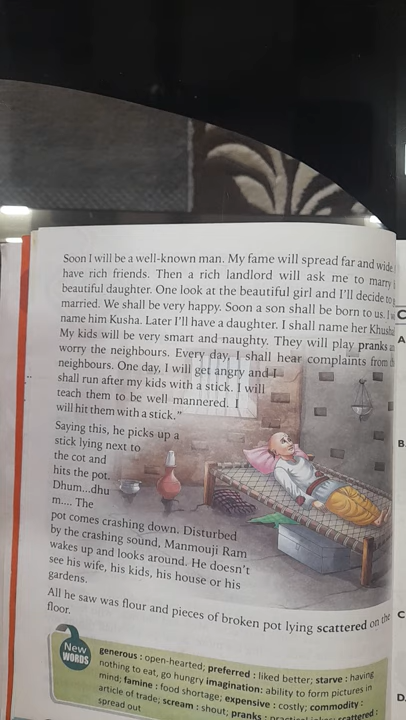 Soon I will be a well-known man. My fame will spread far and wide
have rich friends. Then a rich landlord will ask me to marry
beautiful daughter. One look at the beautiful girl and I'll decide to
married. We shall be very happy. Soon a son shall be born to us. I
name him Kusha. Later I'll have a daughter. I shall name her Khush
My kids will be very smart and naughty. They will play pranks
worry the neighbours. Every day, I shall hear complaints from
neighbours. One day, I will get angry and I
shall run after my kids with a stick. I will
teach them to be well mannered. I
will hit them with a stick."
Saying this, he picks up a
stick lying next to
the cot and
hits the pot.
Dhum...dhu
m.... The
pot comes crashing down. Disturbed
by the crashing sound, Manmouji Ram
wakes up and looks around. He doesn't
see his wife, his kids, his house or his
gardens.
All he saw was flour and pieces of broken pot lying scattered on the
floor.
New
WORDS
generous : open-hearted; preferred : liked better; starve : having
nothing to eat, go hungry imagination: ability to form pictures in
mind; famine : food shortage; expensive : costly; commodity :
article of trade; scream : shout; pranks : scattered :
spread out
C
A
B.
C
D.